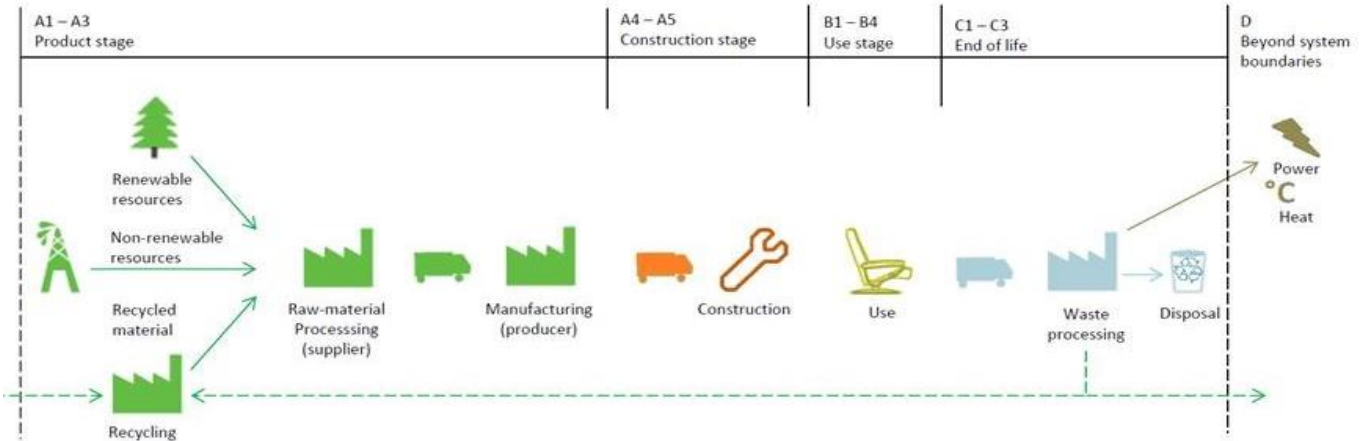 A1 – A3
Product stage
A4 – A5
Construction stage
B1 – B4
Use stage
C1 – C3
End of life
D
Beyond system
boundaries
Renewable
resources
Non-renewable
resources
Recycled
material
Recycling
Raw-material
Processsing
(supplier)
Manufacturing
(producer)
Construction
Use
Waste
processing
Disposal
Power
°C
Heat